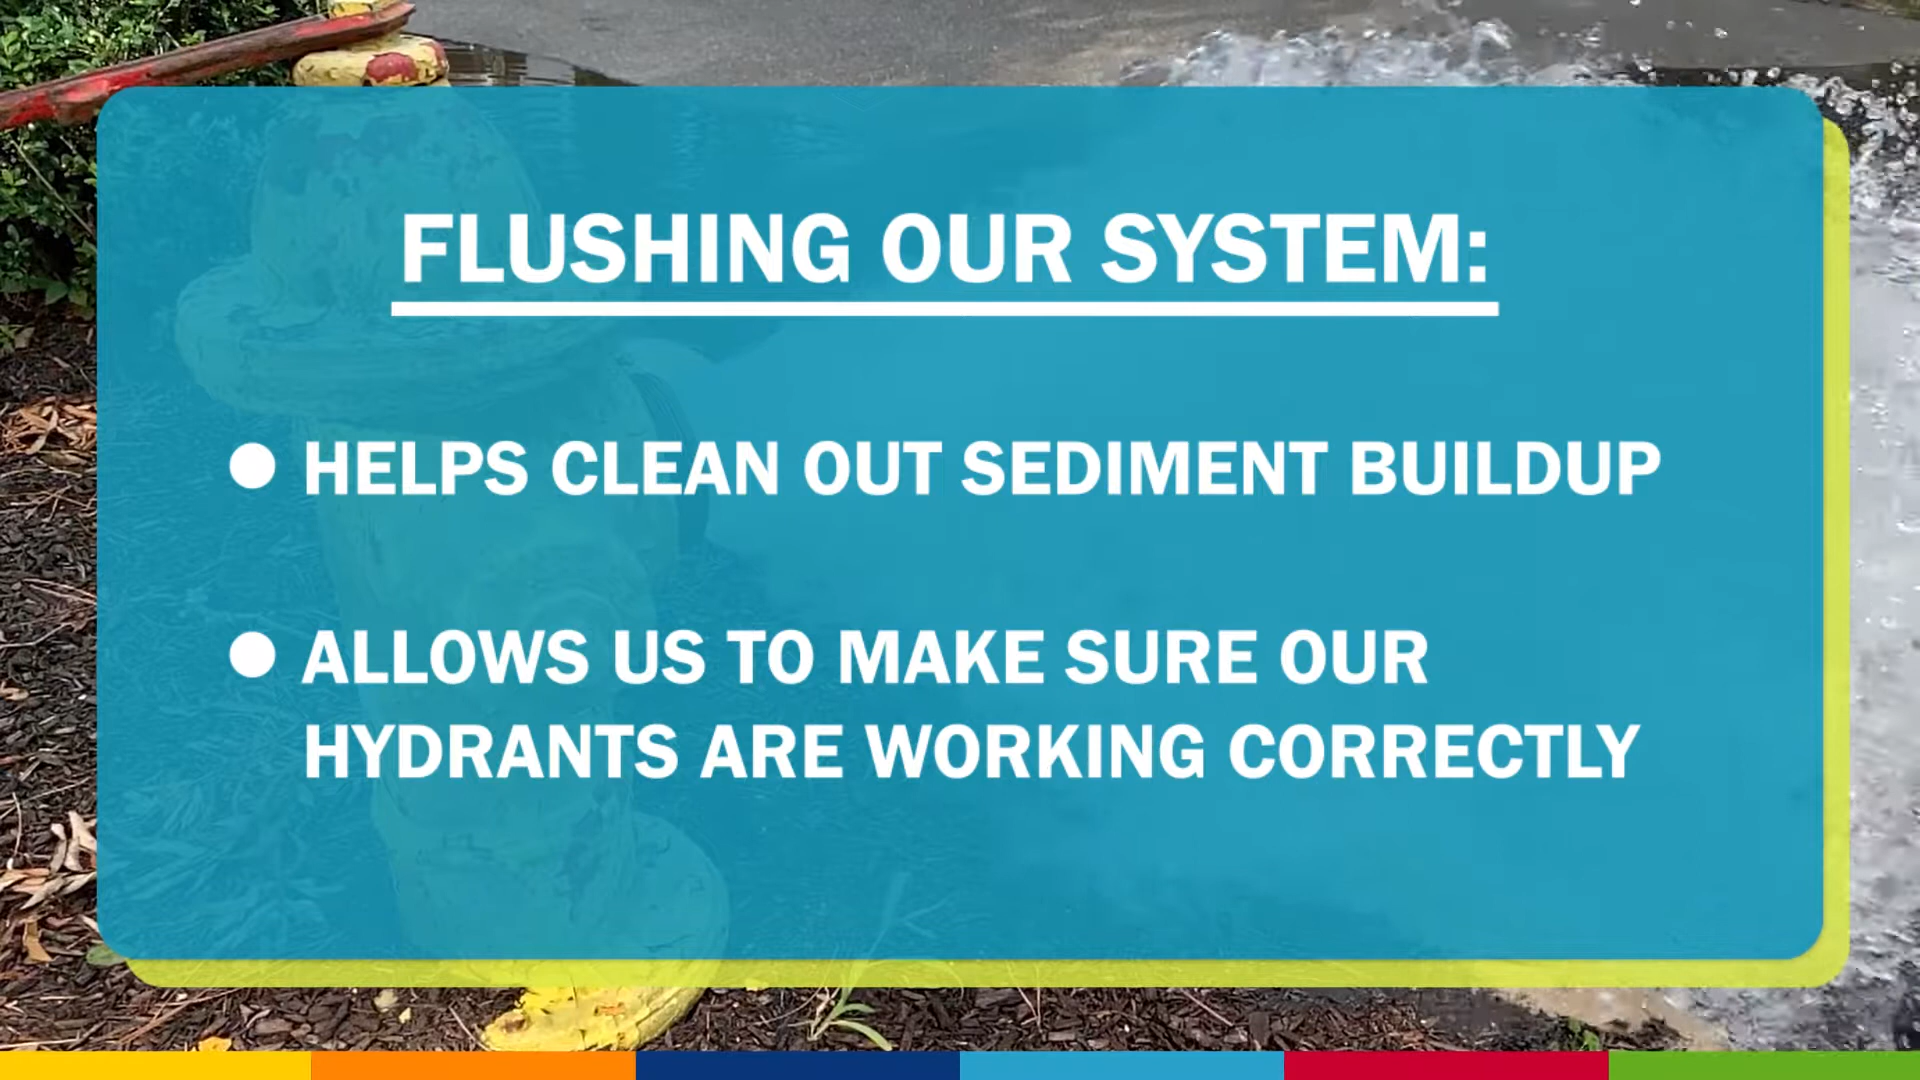 FLUSHING OUR SYSTEM:
● HELPS CLEAN OUT SEDIMENT BUILDUP
● ALLOWS US TO MAKE SURE OUR
HYDRANTS ARE WORKING CORRECTLY